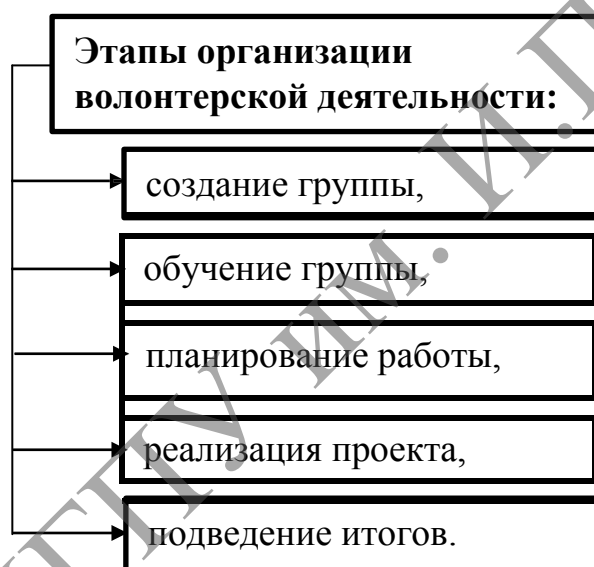 Этапы организации
волонтерской деятельности:
создание группы,
обучение группы,
планирование работы,
реализация проекта,
подведение итогов.